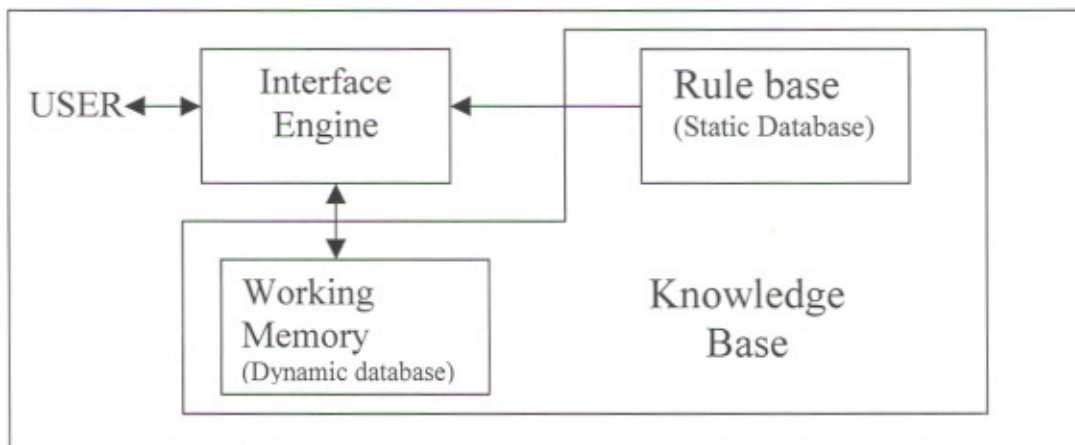 USER
Interface
Engine
Rule base
(Static Database)
Working
Memory
(Dynamic database)
Knowledge
Base